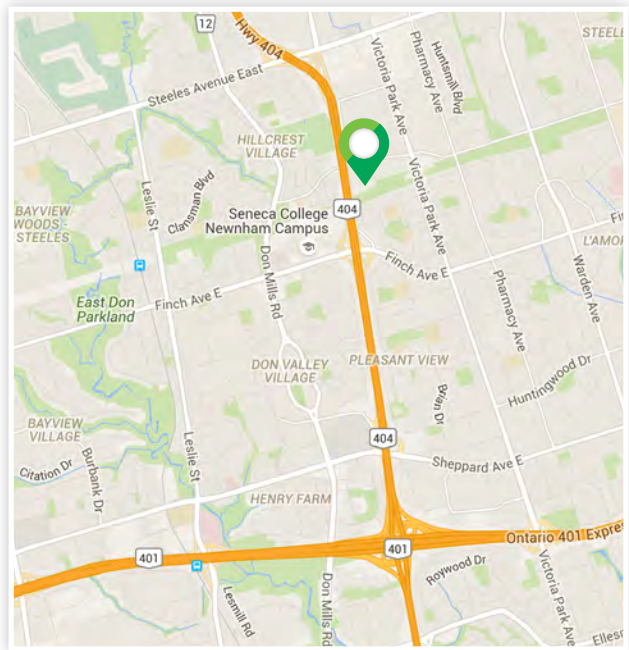 12
Hwy 404
STEELE
Steeles Avenue East
Victoria Park Ave
Pharmacy Ave
Huntsmill Blvd
HILLCREST
VILLAGE
Leslie St
Clansman Blvd
Victoria Park Ave
BAYVIEW
WOODS -
STEELES
404
Seneca College
Newnham Campus
Fin
L'AMOR
Don Mills Rd
Finch Ave E
Finch Ave E
Pharmacy Ave
Warden Ave
East Don
Parkland
DON VALLEY
VILLAGE
PLEASANT VIEW
Huntingwood Dr
Brian Dr
BAYVIEW
VILLAGE
Leslie St
404
Citation Dr
Burbank Dr
Sheppard Ave E
HENRY FARM
Ontario 401 Expres
401
401
Don Mills Rd
Roywood Dr
Victoria Park Ave
Lesmill Rd
Ellesm